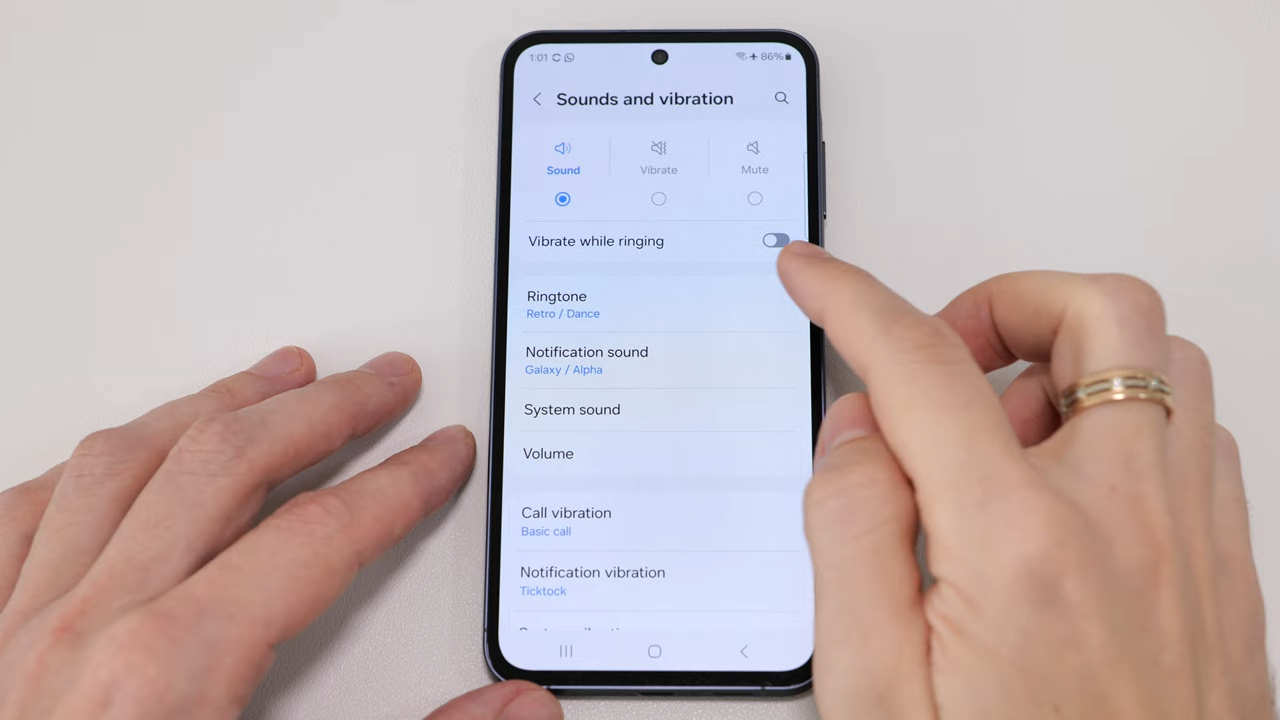 1:01 86%
Sounds and vibration
Sound Vibrate Mute
Vibrate while ringing
Ringtone
Retro / Dance
Notification sound
Galaxy / Alpha
System sound
Volume
Call vibration
Basic call
Notification vibration
Ticktock